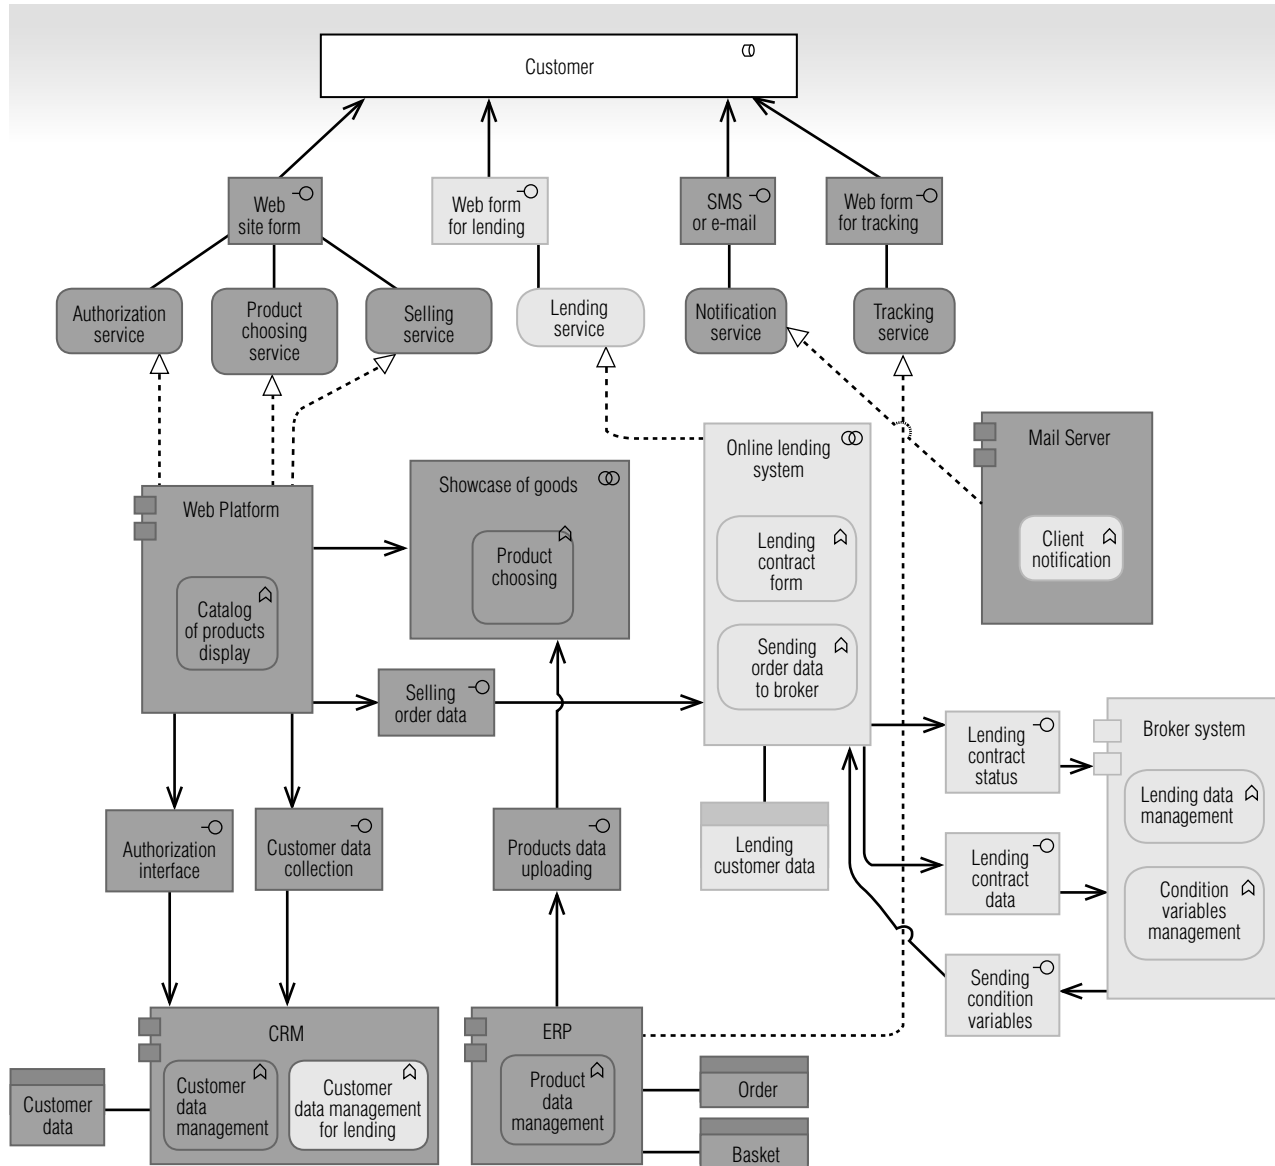 Customer
Web
site form
Web form
for lending
SMS
or e-mail
Web form
for tracking
Authorization
service
Product
choosing
service
Selling
service
Lending
service
Notification
service
Tracking
service
Online lending
system
Mail Server
Showcase of goods
Web Platform
Lending
contract
form
Client
notification
Product
choosing
Catalog
of products
display
Sending
order data
to broker
Selling
order data
Lending
contract
status
Broker system
Lending data
management
Authorization
interface
Customer data
collection
Products data
uploading
Lending
customer data
Lending
contract
data
Condition
variables
management
Sending
condition
variables
CRM
ERP
Customer
data
Customer
data
management
Customer
data management
for lending
Product
data
management
Order
Basket